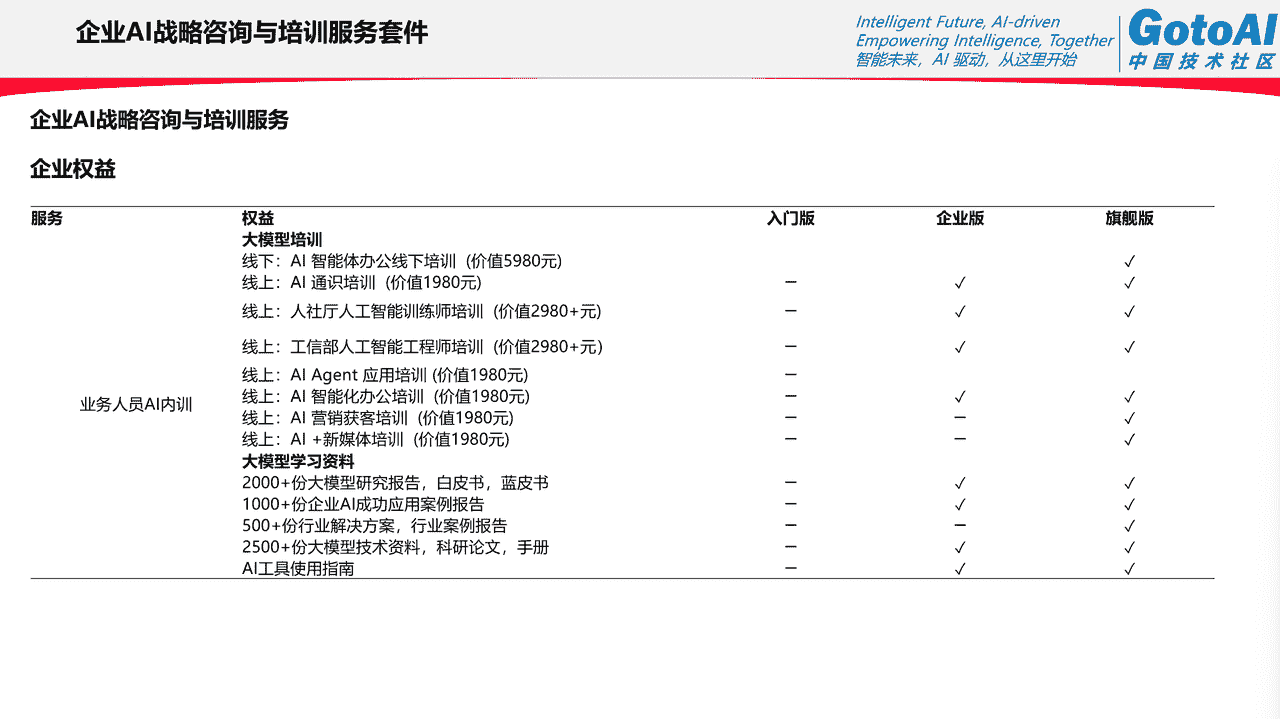 企业AI战略咨询与培训服务套件
Intelligent Future, AI-driven
Empowering Intelligence, Together
智能未来，AI 驱动，从这里开始
GotoAI
中国技术社区
企业AI战略咨询与培训服务
企业权益
服务 权益 入门版 企业版 旗舰版
大模型培训
线下：AI 智能体办公线下培训 (价值5980元) ✓
线上：AI 通识培训 (价值1980元) － ✓ ✓
线上：人社厅人工智能训练师培训 (价值2980+元) － ✓ ✓
线上：工信部人工智能工程师培训 (价值2980+元） － ✓ ✓
线上：AI Agent 应用培训 (价值1980元) －
业务人员AI内训
线上：AI 智能化办公培训 (价值1980元) － ✓ ✓
线上：AI 营销获客培训 (价值1980元) － － ✓
线上：AI +新媒体培训 (价值1980元) － － ✓
大模型学习资料
2000+份大模型研究报告，白皮书，蓝皮书 － ✓ ✓
1000+份企业AI成功应用案例报告 － ✓ ✓
500+份行业解决方案，行业案例报告 － － ✓
2500+份大模型技术资料，科研论文，手册 － ✓ ✓
AI工具使用指南 － ✓ ✓